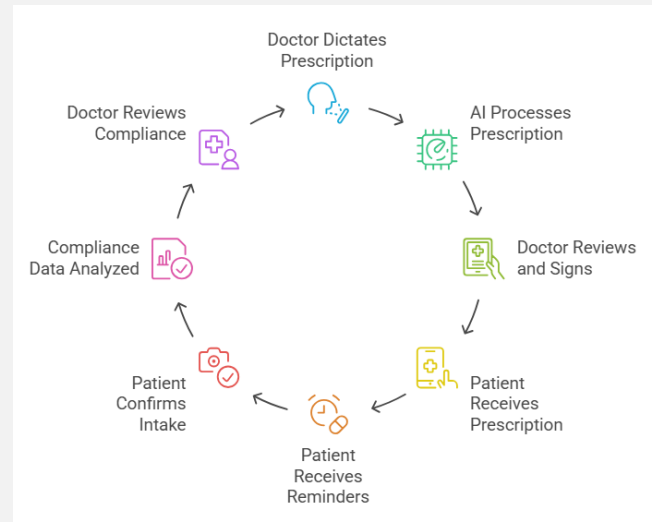 Doctor Dictates
Prescription
AI Processes
Prescription
Doctor Reviews
and Signs
Patient
Receives
Prescription
Patient
Receives
Reminders
Patient
Confirms
Intake
Compliance
Data Analyzed
Doctor Reviews
Compliance